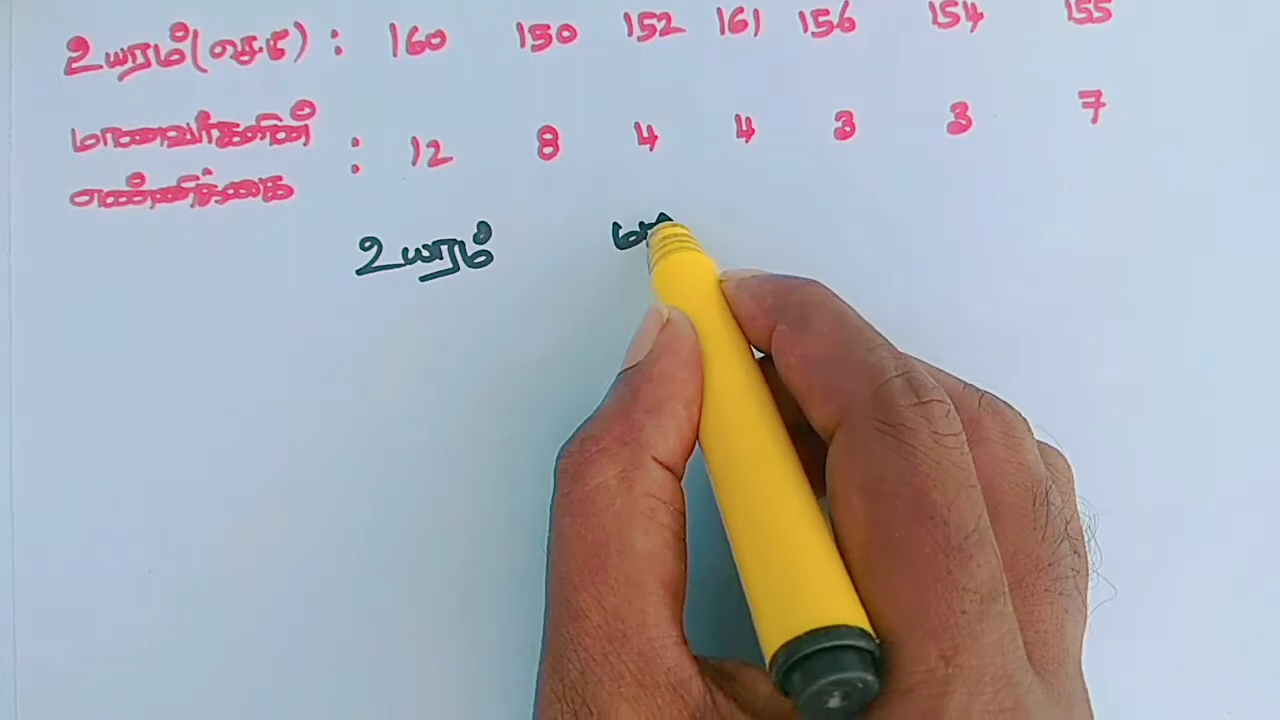 உயரம்(செ.மீ) : 160 150 152 161 156 154 155
மாணவர்களின்
எண்ணிக்கை : 12 8 4 4 3 3 7
உயரம்